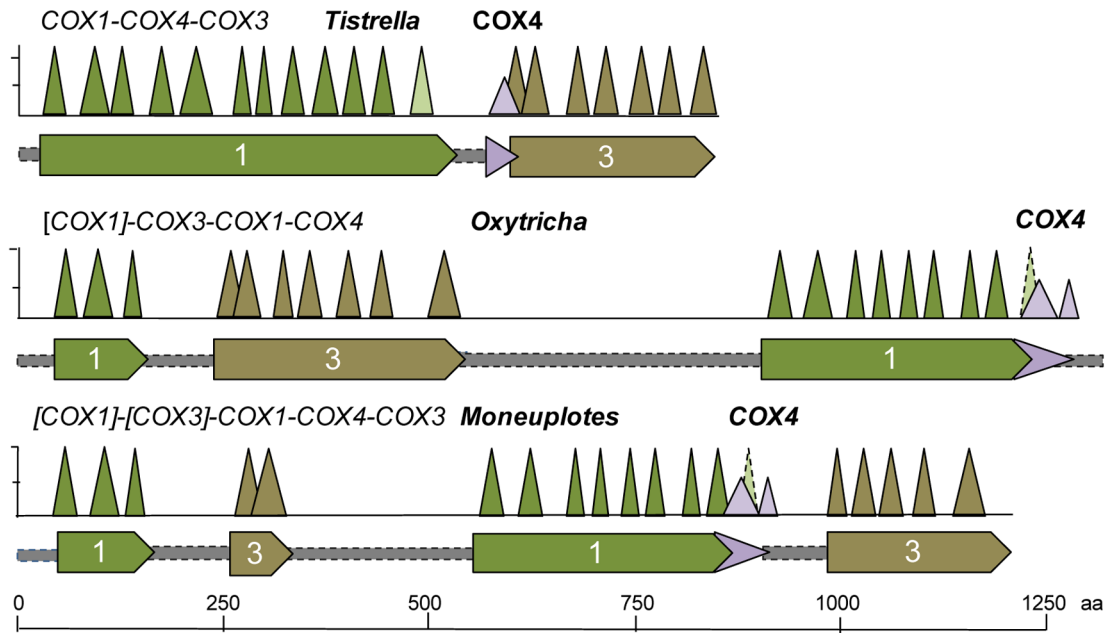 COX1-COX4-COX3 Tistrella COX4
1 3
[COX1]-COX3-COX1-COX4 Oxytricha COX4
1 3 1
[COX1]-[COX3]-COX1-COX4-COX3 Moneuplotes COX4
1 3 1 3
0 250 500 750 1000 1250 aa